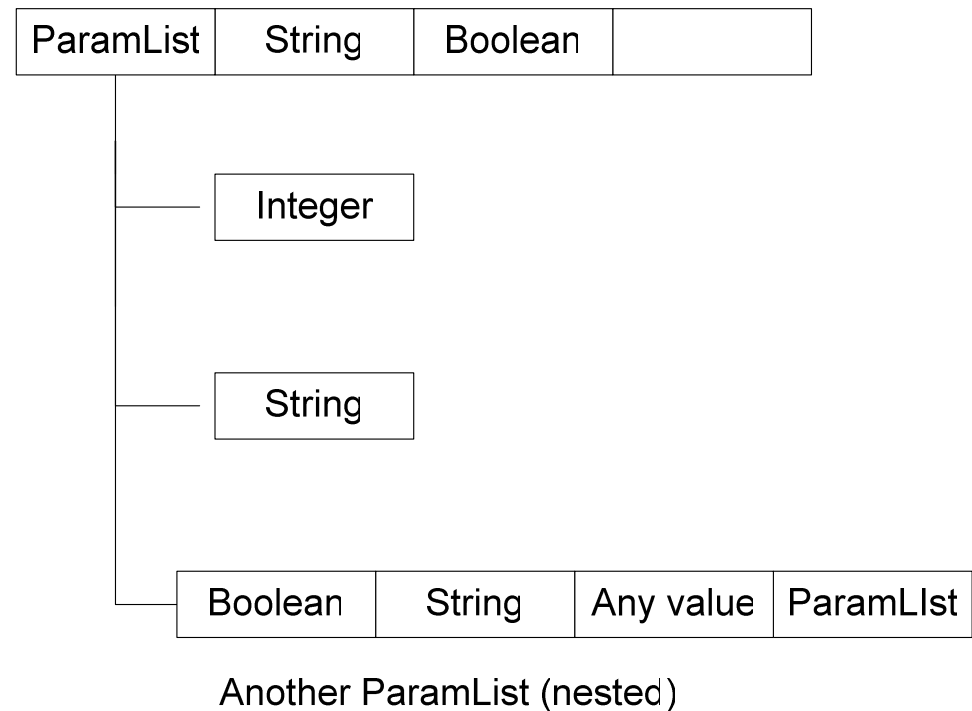 ParamList String Boolean
Integer
String
Boolean String Any value ParamLIst
Another ParamList (nested)